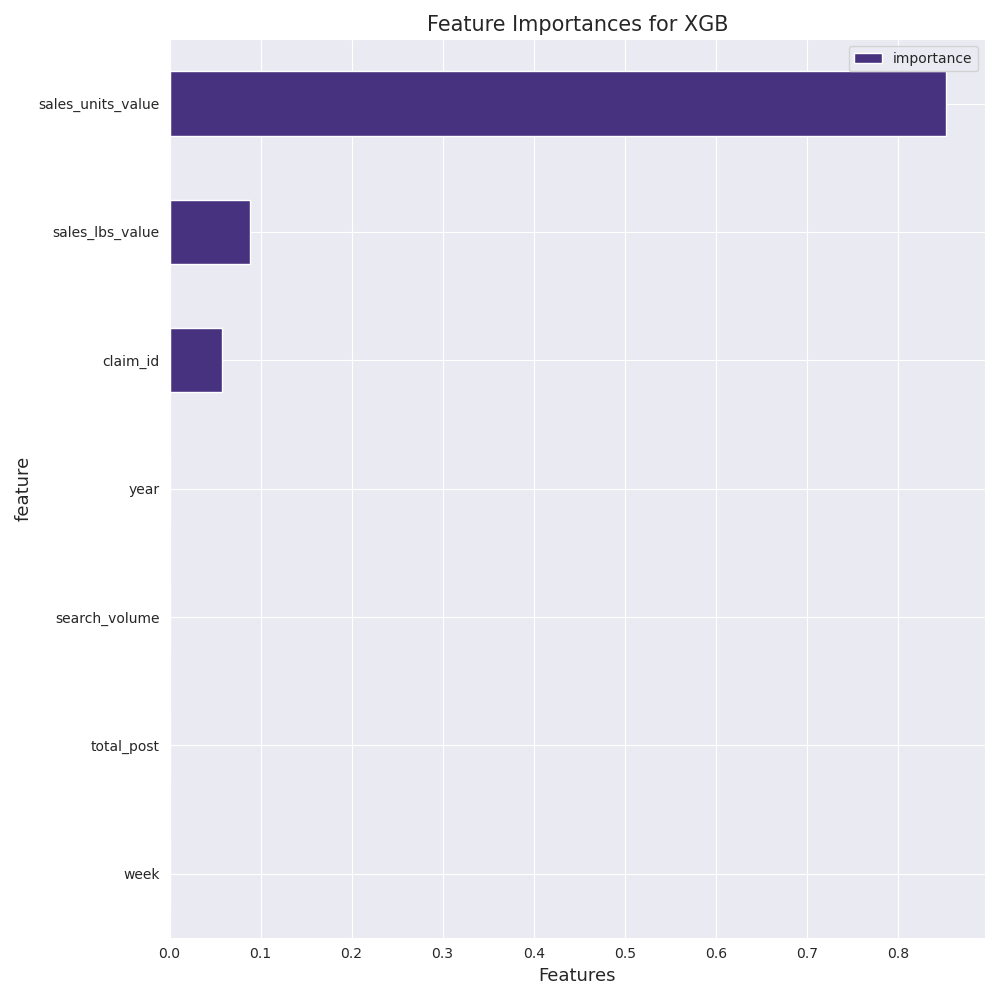 Feature Importances for XGB
importance
sales_units_value
sales_lbs_value
claim_id
year
search_volume
total_post
week
feature
0.0 0.1 0.2 0.3 0.4 0.5 0.6 0.7 0.8
Features